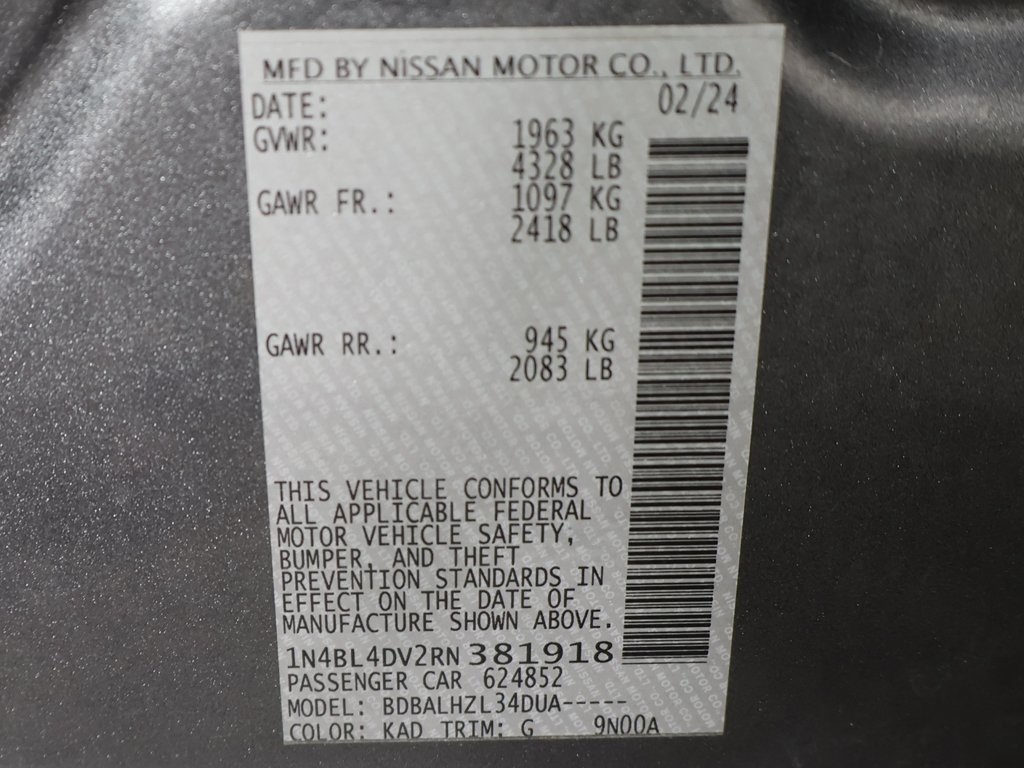 MFD BY NISSAN MOTOR CO., LTD.
DATE: 02/24
GVWR: 1963 KG
4328 LB
GAWR FR.: 1097 KG
2418 LB
GAWR RR.: 945 KG
2083 LB
THIS VEHICLE CONFORMS TO
ALL APPLICABLE FEDERAL
MOTOR VEHICLE SAFETY,
BUMPER, AND THEFT
PREVENTION STANDARDS IN
EFFECT ON THE DATE OF
MANUFACTURE SHOWN ABOVE.
1N4BL4DV2RN381918
PASSENGER CAR 624852
MODEL: BDBALHZL34DUA-----
COLOR: KAD TRIM: G 9N00A